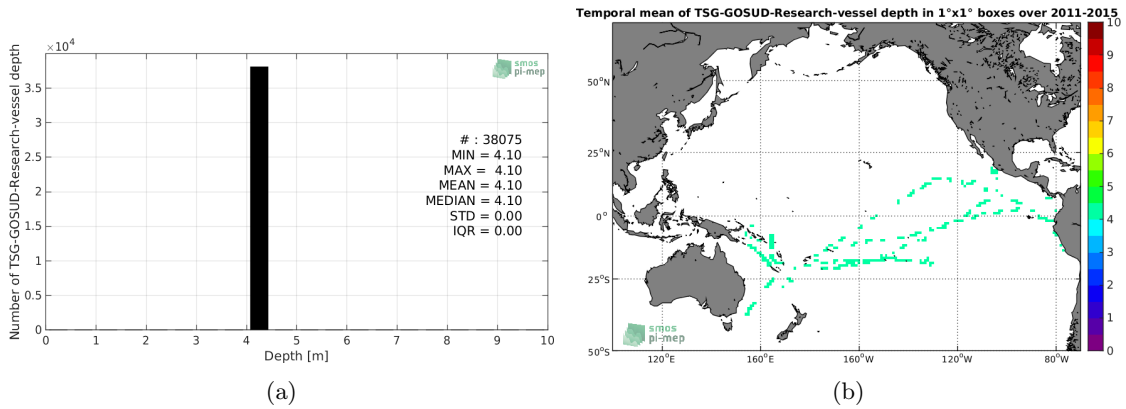 ×10⁴
3.5
3
2.5
2
1.5
1
0.5
0
Number of TSG-GOSUD-Research-vessel depth
smos
pi-mep
# : 38075
MIN = 4.10
MAX = 4.10
MEAN = 4.10
MEDIAN = 4.10
STD = 0.00
IQR = 0.00
0 1 2 3 4 5 6 7 8 9 10
Depth [m]
(a)
Temporal mean of TSG-GOSUD-Research-vessel depth in 1°x1° boxes over 2011-2015
50°N
25°N
0°
25°S
50°S
120°E 160°E 160°W 120°W 80°W
smos
pi-mep
10
9
8
7
6
5
4
3
2
1
0
(b)